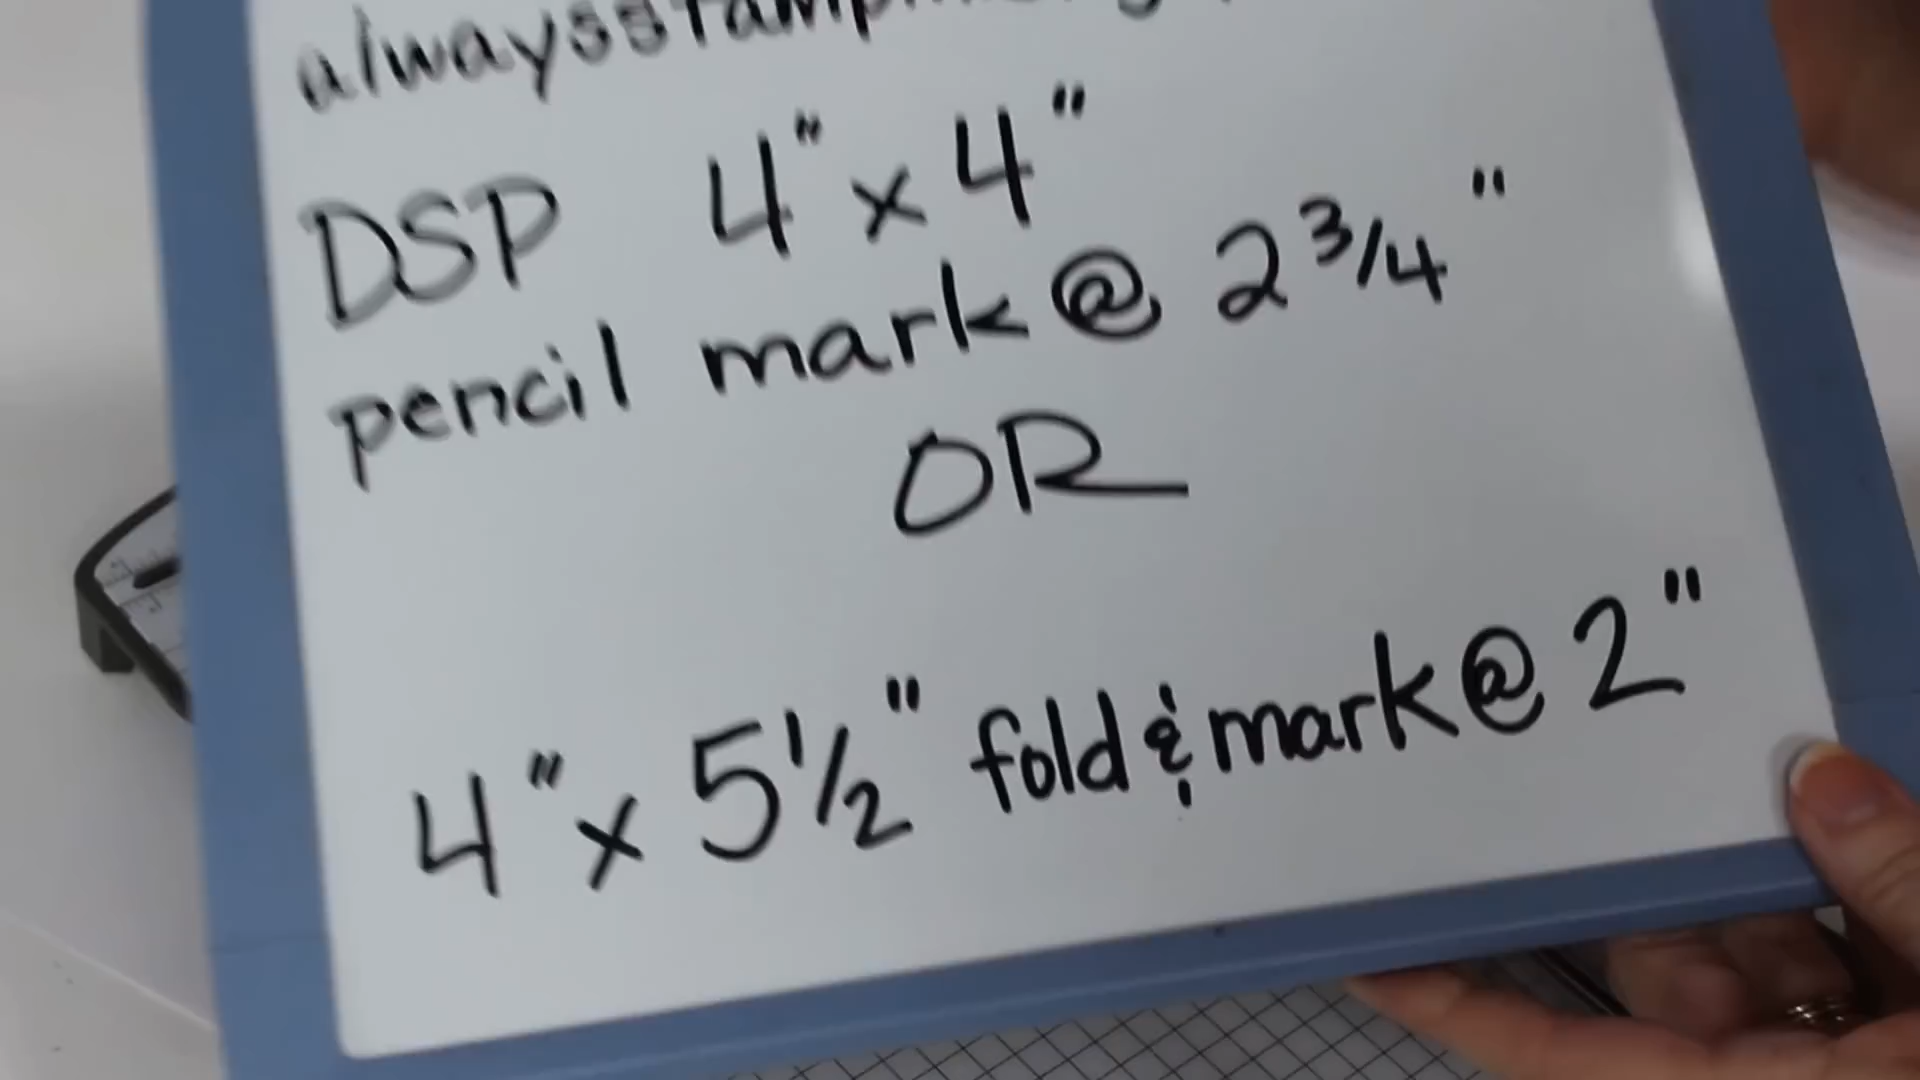 DSP 4" x 4"
pencil mark @ 2 3/4"
OR
4" x 5 1/2" fold & mark @ 2"